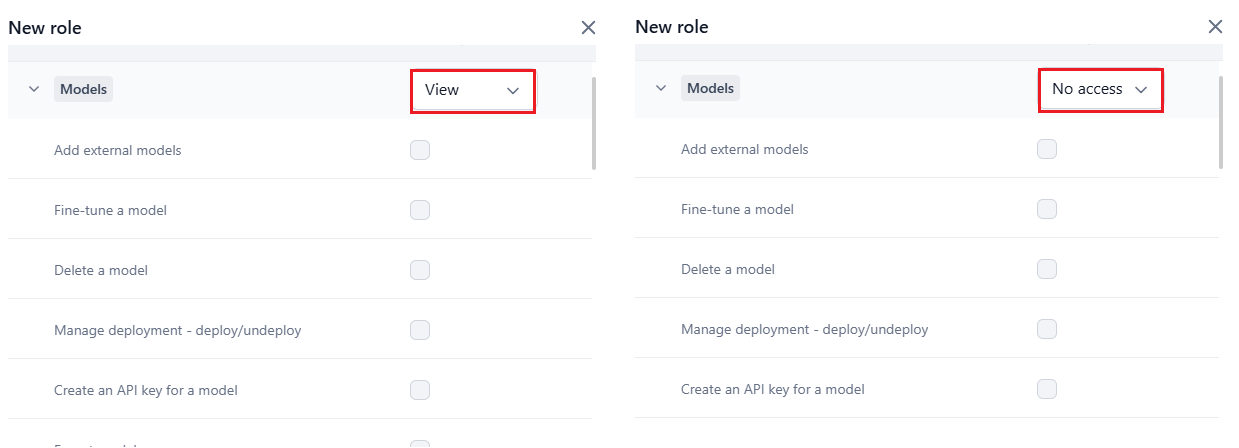 New role
Models
View
Add external models
Fine-tune a model
Delete a model
Manage deployment - deploy/undeploy
Create an API key for a model
New role
Models
No access
Add external models
Fine-tune a model
Delete a model
Manage deployment - deploy/undeploy
Create an API key for a model